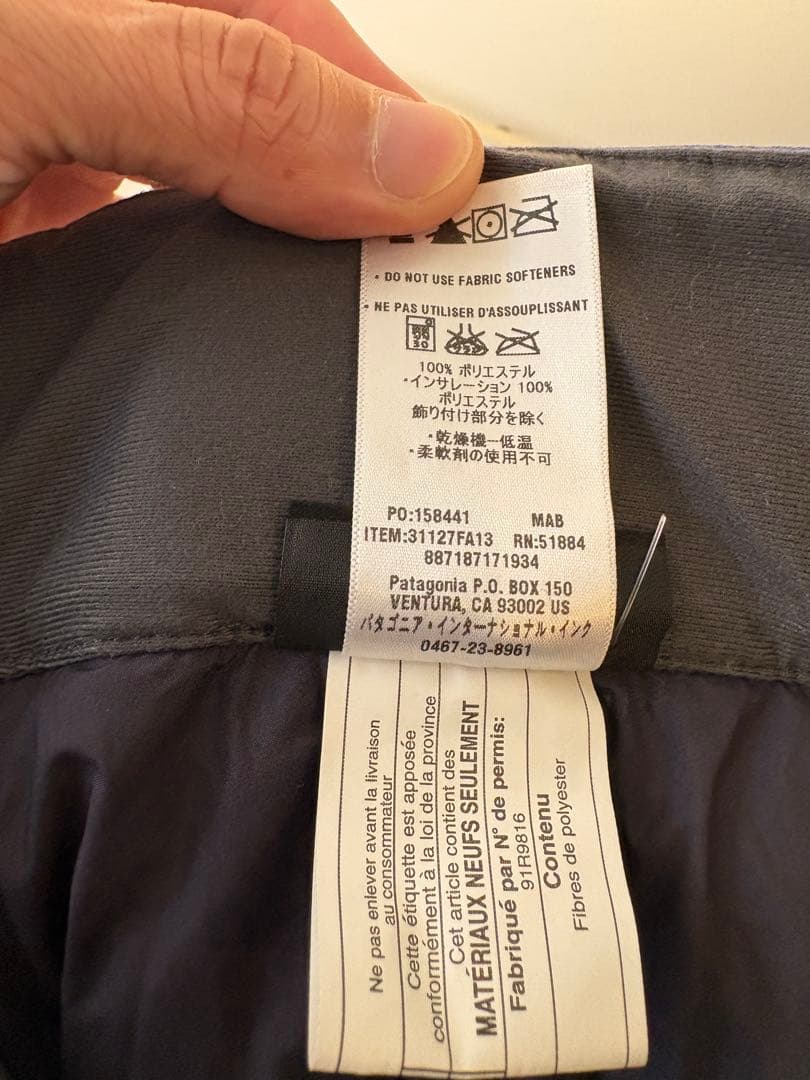 • DO NOT USE FABRIC SOFTENERS
• NE PAS UTILISER D'ASSOUPLISSANT
30
100% ポリエステル
・インサレーション 100%
ポリエステル
飾り付け部分を除く
・乾燥機ー低温
・柔軟剤の使用不可
PO:158441 MAB
ITEM:31127FA13 RN:51884
887187171934
Patagonia P.O. BOX 150
VENTURA, CA 93002 US
パタゴニア・インターナショナル・インク
0467-23-8961
Ne pas enlever avant la livraison
au consommateur
Cette étiquette est apposée
conformément à la loi de la province
Cet article contient des
MATÉRIAUX NEUFS SEULEMENT
Fabriqué par N° de permis:
91R9816
Contenu
Fibres de polyester